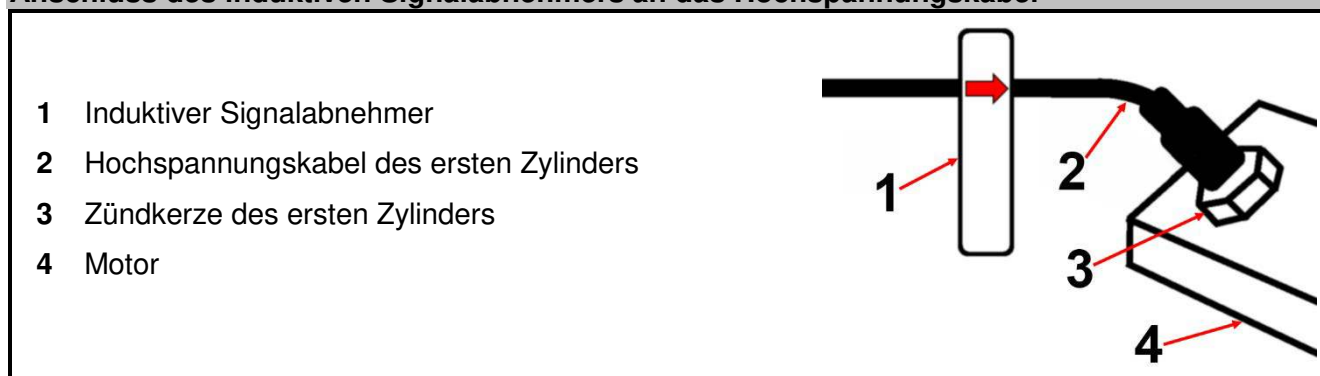 Anschluss des induktiven Signalabnehmers an das Hochspannungskabel
1 Induktiver Signalabnehmer
2 Hochspannungskabel des ersten Zylinders
3 Zündkerze des ersten Zylinders
4 Motor
1
2
3
4